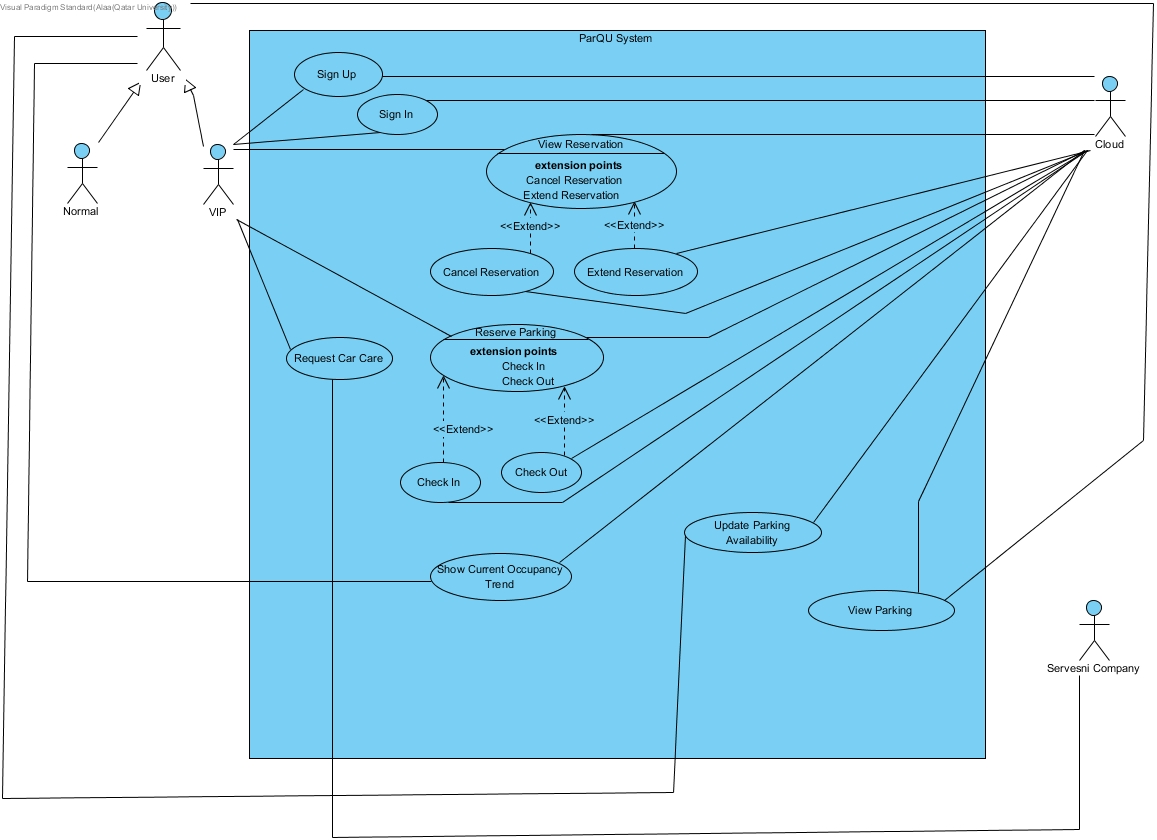 Visual Paradigm Standard(Alaa(Qatar University))
ParQU System
User
Sign Up
Sign In
Cloud
View Reservation
extension points
Cancel Reservation
Extend Reservation
Normal
VIP
<<Extend>>
<<Extend>>
Cancel Reservation
Extend Reservation
Reserve Parking
extension points
Check In
Check Out
Request Car Care
<<Extend>>
<<Extend>>
Check In
Check Out
Update Parking
Availability
Show Current Occupancy
Trend
View Parking
Servesni Company